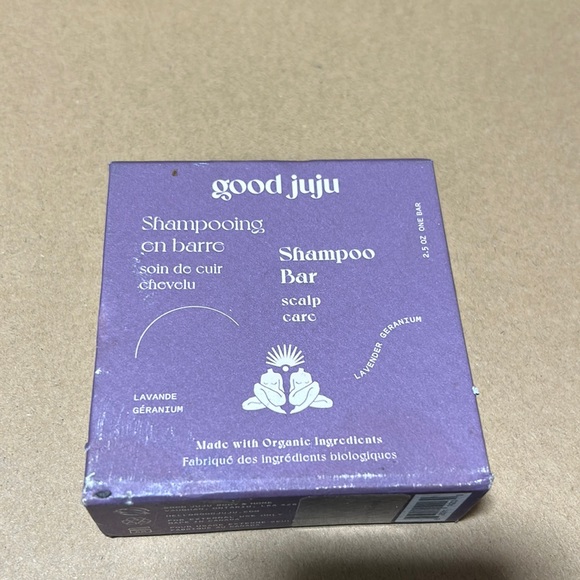 good juju
Shampooing
en barre
soin de cuir
chevelu
Shampoo
Bar
scalp
care
2.5 OZ ONE BAR
LAVENDER GERANIUM
LAVANDE
GÉRANIUM
Made with Organic Ingredients
Fabriqué des ingrédients biologiques